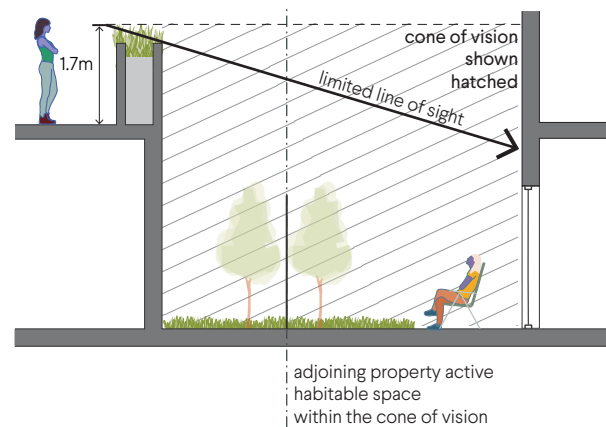 cone of vision
shown
hatched
1.7m
limited line of sight
adjoining property active
habitable space
within the cone of vision